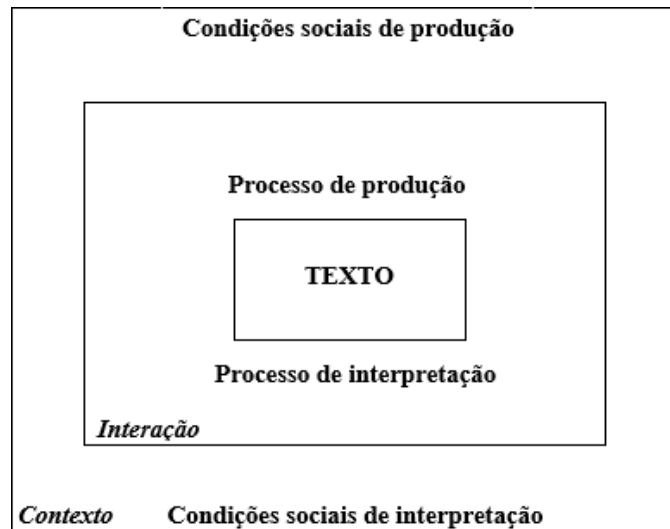 Condições sociais de produção
Processo de produção
TEXTO
Processo de interpretação
Interação
Contexto Condições sociais de interpretação